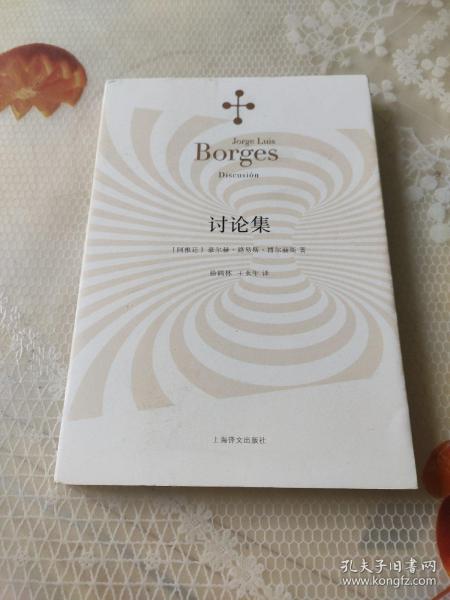 Jorge Luis
Borges
Discusión
讨论集
〔阿根廷〕豪尔赫·路易斯·博尔赫斯 著
徐鹤林 王永年 译
上海译文出版社
孔夫子旧书网
www.kongfz.com